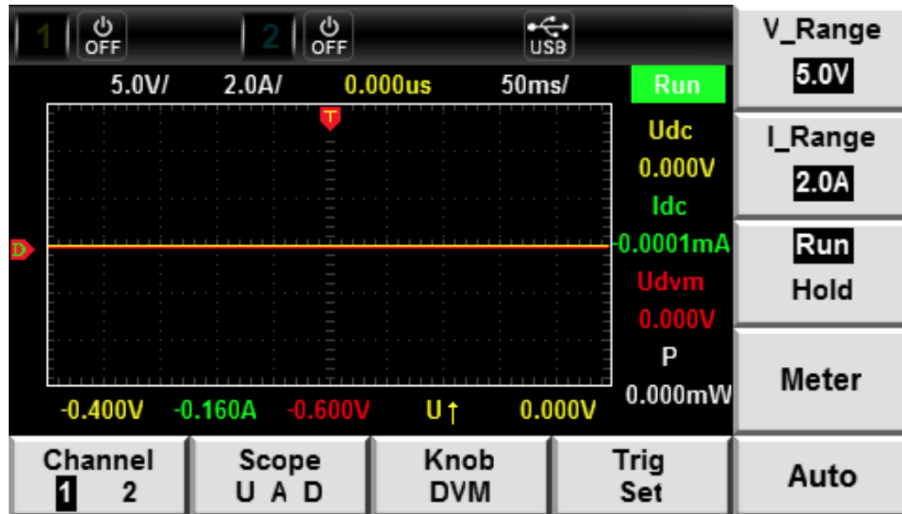 1 OFF 2 OFF USB
5.0V/ 2.0A/ 0.000us 50ms/ Run
T
Udc
0.000V
Idc
D
-0.0001mA
Udvm
0.000V
P
0.000mW
-0.400V -0.160A -0.600V U↑ 0.000V
V_Range
5.0V
I_Range
2.0A
Run
Hold
Meter
Auto
Channel
1 2
Scope
U A D
Knob
DVM
Trig
Set